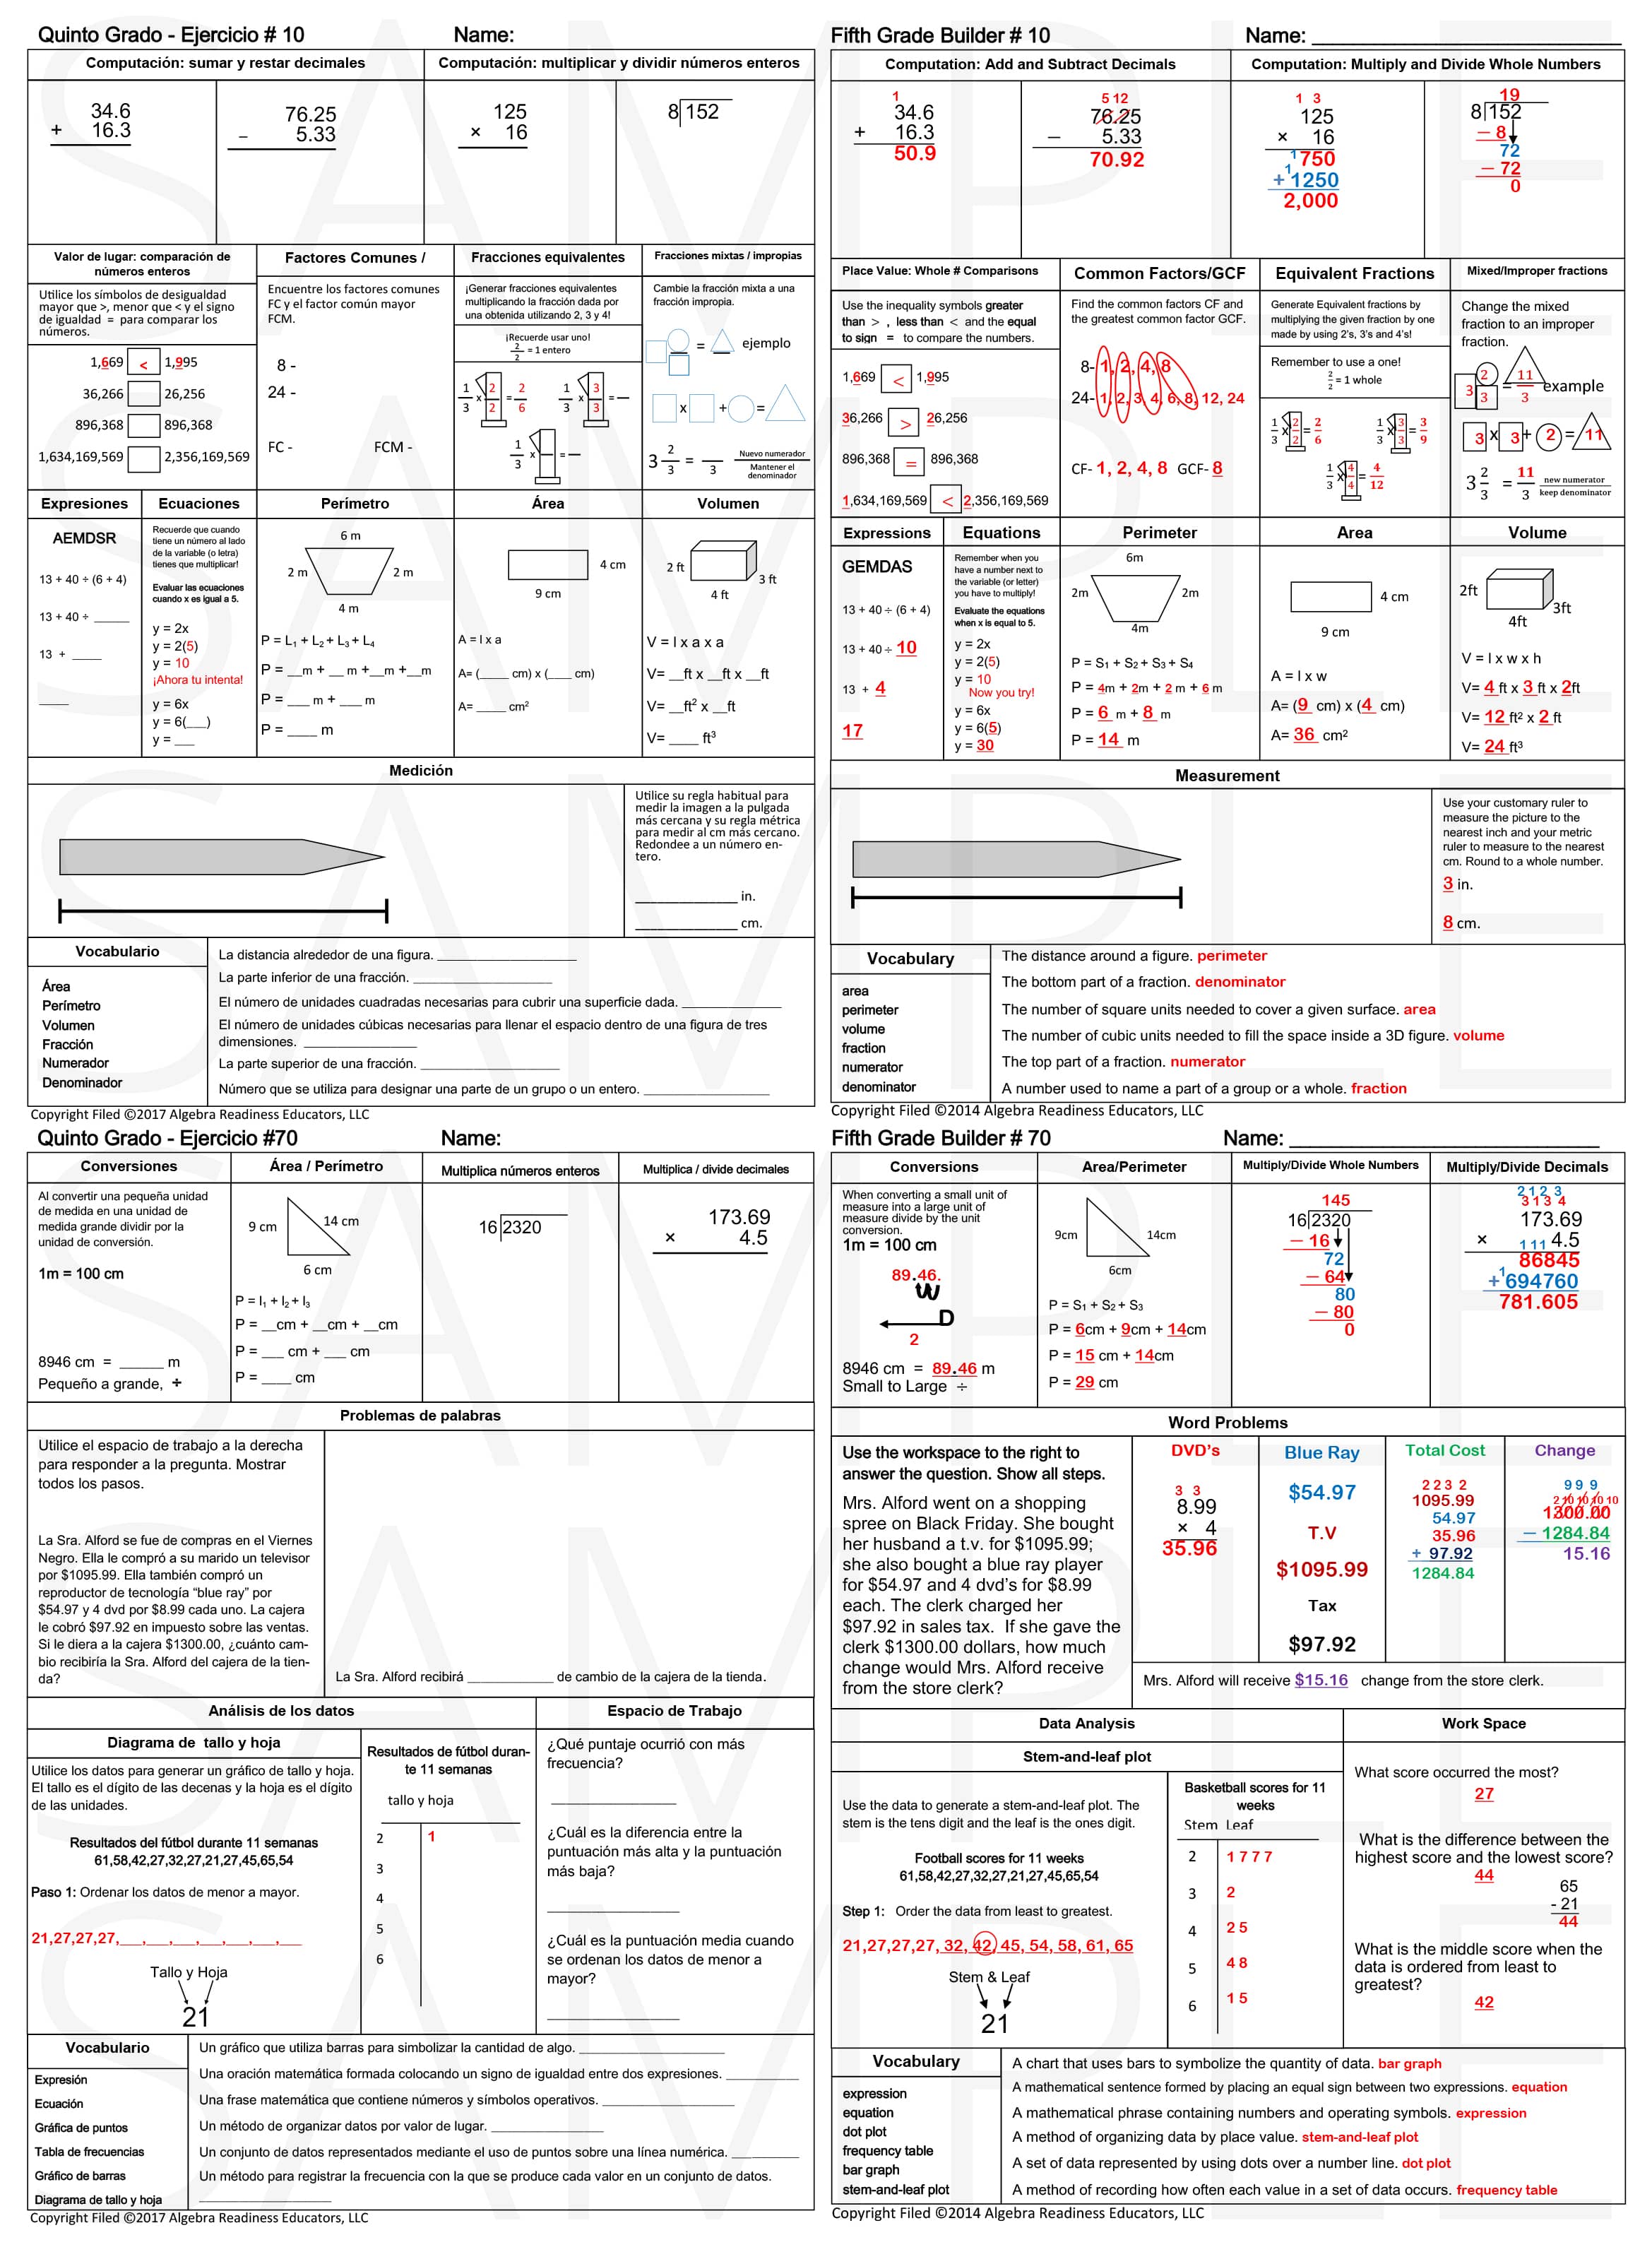 Quinto Grado - Ejercicio # 10 Name:
Computación: sumar y restar decimales
Computación: multiplicar y dividir números enteros
34.6
+ 16.3
76.25
− 5.33
125
× 16
8 152
Valor de lugar: comparación de
números enteros
Utilice los símbolos de desigualdad
mayor que >, menor que < y el signo
de igualdad = para comparar los
números.
1,669 < 1,995
36,266 26,256
896,368 896,368
1,634,169,569 2,356,169,569
Factores Comunes /
Encuentre los factores comunes
FC y el factor común mayor
FCM.
8 -
24 -
FC - FCM -
Fracciones equivalentes
¡Generar fracciones equivalentes
multiplicando la fracción dada por
una obtenida utilizando 2, 3 y 4!
¡Recuerde usar uno!
2/2 = 1 entero
1/3 x 2/2 = 2/6 1/3 x 3/3 = —
1/3 x — = —
Fracciones mixtas / impropias
Cambie la fracción mixta a una
fracción impropia.
= ejemplo
x + =
3 2/3 = __/3 Nuevo numerador
Mantener el
denominador
Expresiones
AEMDSR
13 + 40 ÷ (6 + 4)
13 + 40 ÷ _____
13 + ____
____
Ecuaciones
Recuerde que cuando
tiene un número al lado
de la variable (o letra)
tienes que multiplicar!
Evaluar las ecuaciones
cuando x es igual a 5.
y = 2x
y = 2(5)
y = 10
¡Ahora tu intenta!
y = 6x
y = 6(___)
y = ___
Perímetro
6 m
2 m 2 m
4 m
P = L1 + L2 + L3 + L4
P = __m + __ m +__m +__m
P = ___ m + ___ m
P = ____ m
Área
4 cm
9 cm
A = l x a
A= (____ cm) x (____ cm)
A= ____ cm²
Volumen
2 ft
3 ft
4 ft
V = l x a x a
V= __ft x __ft x __ft
V= __ft² x __ft
V= ____ ft³
Medición
Utilice su regla habitual para
medir la imagen a la pulgada
más cercana y su regla métrica
para medir al cm más cercano.
Redondee a un número en-
tero.
______________ in.
______________ cm.
Vocabulario
Área
Perímetro
Volumen
Fracción
Numerador
Denominador
La distancia alrededor de una figura. __________________
La parte inferior de una fracción. __________________
El número de unidades cuadradas necesarias para cubrir una superficie dada. _____________
El número de unidades cúbicas necesarias para llenar el espacio dentro de una figura de tres
dimensiones. _______________
La parte superior de una fracción. __________________
Número que se utiliza para designar una parte de un grupo o un entero. ________________
Copyright Filed ©2017 Algebra Readiness Educators, LLC
Fifth Grade Builder # 10 Name: ____________________________
Computation: Add and Subtract Decimals
Computation: Multiply and Divide Whole Numbers
1
34.6
+ 16.3
50.9
5 12
76.25
− 5.33
70.92
1 3
125
× 16
1750
+ 11250
2,000
19
8 152
− 8
72
− 72
0
Place Value: Whole # Comparisons
Use the inequality symbols greater
than > , less than < and the equal
to sign = to compare the numbers.
1,669 < 1,995
36,266 > 26,256
896,368 = 896,368
1,634,169,569 < 2,356,169,569
Common Factors/GCF
Find the common factors CF and
the greatest common factor GCF.
8- 1, 2, 4, 8
24- 1, 2, 3, 4, 6, 8, 12, 24
CF- 1, 2, 4, 8 GCF- 8
Equivalent Fractions
Generate Equivalent fractions by
multiplying the given fraction by one
made by using 2's, 3's and 4's!
Remember to use a one!
2/2 = 1 whole
1/3 x 2/2 = 2/6 1/3 x 3/3 = 3/9
1/3 x 4/4 = 4/12
Mixed/Improper fractions
Change the mixed
fraction to an improper
fraction.
3 2/3 = 11/3 example
3 x 3 + 2 = 11
3 2/3 = 11/3 new numerator
keep denominator
Expressions
GEMDAS
13 + 40 ÷ (6 + 4)
13 + 40 ÷ 10
13 + 4
17
Equations
Remember when you
have a number next to
the variable (or letter)
you have to multiply!
Evaluate the equations
when x is equal to 5.
y = 2x
y = 2(5)
y = 10
Now you try!
y = 6x
y = 6(5)
y = 30
Perimeter
6m
2m 2m
4m
P = S1 + S2 + S3 + S4
P = 4m + 2m + 2 m + 6 m
P = 6 m + 8 m
P = 14 m
Area
4 cm
9 cm
A = l x w
A= (9 cm) x (4 cm)
A= 36 cm²
Volume
2ft
3ft
4ft
V = l x w x h
V= 4 ft x 3 ft x 2ft
V= 12 ft² x 2 ft
V= 24 ft³
Measurement
Use your customary ruler to
measure the picture to the
nearest inch and your metric
ruler to measure to the nearest
cm. Round to a whole number.
3 in.
8 cm.
Vocabulary
area
perimeter
volume
fraction
numerator
denominator
The distance around a figure. perimeter
The bottom part of a fraction. denominator
The number of square units needed to cover a given surface. area
The number of cubic units needed to fill the space inside a 3D figure. volume
The top part of a fraction. numerator
A number used to name a part of a group or a whole. fraction
Copyright Filed ©2014 Algebra Readiness Educators, LLC
Quinto Grado - Ejercicio #70 Name:
Conversiones
Al convertir una pequeña unidad
de medida en una unidad de
medida grande dividir por la
unidad de conversión.
1m = 100 cm
8946 cm = ______ m
Pequeño a grande, ÷
Área / Perímetro
9 cm 14 cm
6 cm
P = l1 + l2 + l3
P = __cm + __cm + __cm
P = ___ cm + ___ cm
P = ____ cm
Multiplica números enteros
16 2320
Multiplica / divide decimales
173.69
× 4.5
Problemas de palabras
Utilice el espacio de trabajo a la derecha
para responder a la pregunta. Mostrar
todos los pasos.
La Sra. Alford se fue de compras en el Viernes
Negro. Ella le compró a su marido un televisor
por $1095.99. Ella también compró un
reproductor de tecnología “blue ray” por
$54.97 y 4 dvd por $8.99 cada uno. La cajera
le cobró $97.92 en impuesto sobre las ventas.
Si le diera a la cajera $1300.00, ¿cuánto cam-
bio recibiría la Sra. Alford del cajera de la tien-
da?
La Sra. Alford recibirá ___________ de cambio de la cajera de la tienda.
Análisis de los datos
Diagrama de tallo y hoja
Utilice los datos para generar un gráfico de tallo y hoja.
El tallo es el dígito de las decenas y la hoja es el dígito
de las unidades.
Resultados del fútbol durante 11 semanas
61,58,42,27,32,27,21,27,45,65,54
Paso 1: Ordenar los datos de menor a mayor.
21,27,27,27,___,___,___,___,___,___,___
Tallo y Hoja
21
Resultados de fútbol duran-
te 11 semanas
tallo y hoja
2 1
3
4
5
6
Espacio de Trabajo
¿Qué puntaje ocurrió con más
frecuencia?
________________
¿Cuál es la diferencia entre la
puntuación más alta y la puntuación
más baja?
_________________
¿Cuál es la puntuación media cuando
se ordenan los datos de menor a
mayor?
_________________
Vocabulario
Expresión
Ecuación
Gráfica de puntos
Tabla de frecuencias
Gráfico de barras
Diagrama de tallo y hoja
Un gráfico que utiliza barras para simbolizar la cantidad de algo. ___________________
Una oración matemática formada colocando un signo de igualdad entre dos expresiones. __________
Una frase matemática que contiene números y símbolos operativos. _________________
Un método de organizar datos por valor de lugar. _______________
Un conjunto de datos representados mediante el uso de puntos sobre una línea numérica. _________
Un método para registrar la frecuencia con la que se produce cada valor en un conjunto de datos.
_________________
Copyright Filed ©2017 Algebra Readiness Educators, LLC
Fifth Grade Builder # 70 Name: ____________________________
Conversions
When converting a small unit of
measure into a large unit of
measure divide by the unit
conversion.
1m = 100 cm
89.46.
D
2
8946 cm = 89.46 m
Small to Large ÷
Area/Perimeter
9cm 14cm
6cm
P = S1 + S2 + S3
P = 6cm + 9cm + 14cm
P = 15 cm + 14cm
P = 29 cm
Multiply/Divide Whole Numbers
145
16 2320
− 16
72
− 64
80
− 80
0
Multiply/Divide Decimals
2 1 2 3
3 1 3 4
173.69
× 4.5
1 1 1
86845
+1694760
781.605
Word Problems
Use the workspace to the right to
answer the question. Show all steps.
Mrs. Alford went on a shopping
spree on Black Friday. She bought
her husband a t.v. for $1095.99;
she also bought a blue ray player
for $54.97 and 4 dvd's for $8.99
each. The clerk charged her
$97.92 in sales tax. If she gave the
clerk $1300.00 dollars, how much
change would Mrs. Alford receive
from the store clerk?
DVD's
3 3
8.99
× 4
35.96
Blue Ray
$54.97
T.V
$1095.99
Tax
$97.92
Total Cost
2 2 3 2
1095.99
54.97
35.96
+ 97.92
1284.84
Change
9 9 9
2 10 10 10 10
1300.00
− 1284.84
15.16
Mrs. Alford will receive $15.16 change from the store clerk.
Data Analysis
Stem-and-leaf plot
Use the data to generate a stem-and-leaf plot. The
stem is the tens digit and the leaf is the ones digit.
Football scores for 11 weeks
61,58,42,27,32,27,21,27,45,65,54
Step 1: Order the data from least to greatest.
21,27,27,27, 32, 42, 45, 54, 58, 61, 65
Stem & Leaf
21
Basketball scores for 11
weeks
Stem Leaf
2 1 7 7 7
3 2
4 2 5
5 4 8
6 1 5
Work Space
What score occurred the most?
27
What is the difference between the
highest score and the lowest score?
44
65
- 21
44
What is the middle score when the
data is ordered from least to
greatest?
42
Vocabulary
expression
equation
dot plot
frequency table
bar graph
stem-and-leaf plot
A chart that uses bars to symbolize the quantity of data. bar graph
A mathematical sentence formed by placing an equal sign between two expressions. equation
A mathematical phrase containing numbers and operating symbols. expression
A method of organizing data by place value. stem-and-leaf plot
A set of data represented by using dots over a number line. dot plot
A method of recording how often each value in a set of data occurs. frequency table
Copyright Filed ©2014 Algebra Readiness Educators, LLC
SAMPLE
SAMPLE
SAMPLE